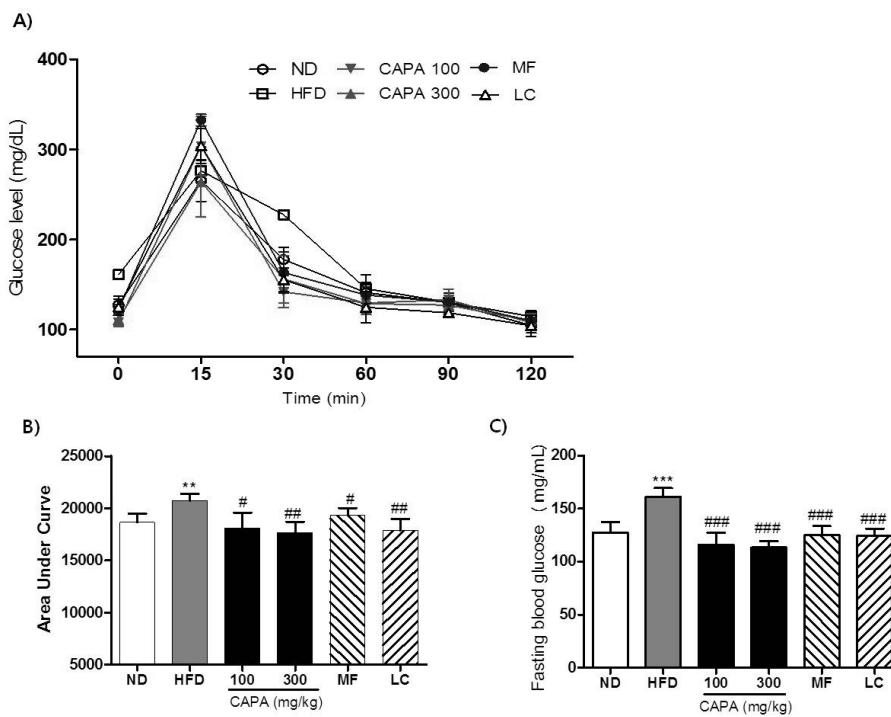 A)
ND CAPA 100 MF
HFD CAPA 300 LC
Glucose level (mg/dL)
400
300
200
100
0 15 30 60 90 120
Time (min)
B)
Area Under Curve
25000
20000
15000
10000
5000
** # ## # ##
ND HFD 100 300 MF LC
CAPA (mg/kg)
C)
Fasting blood glucose (mg/mL)
200
150
100
50
0
*** ### ### ### ###
ND HFD 100 300 MF LC
CAPA (mg/kg)